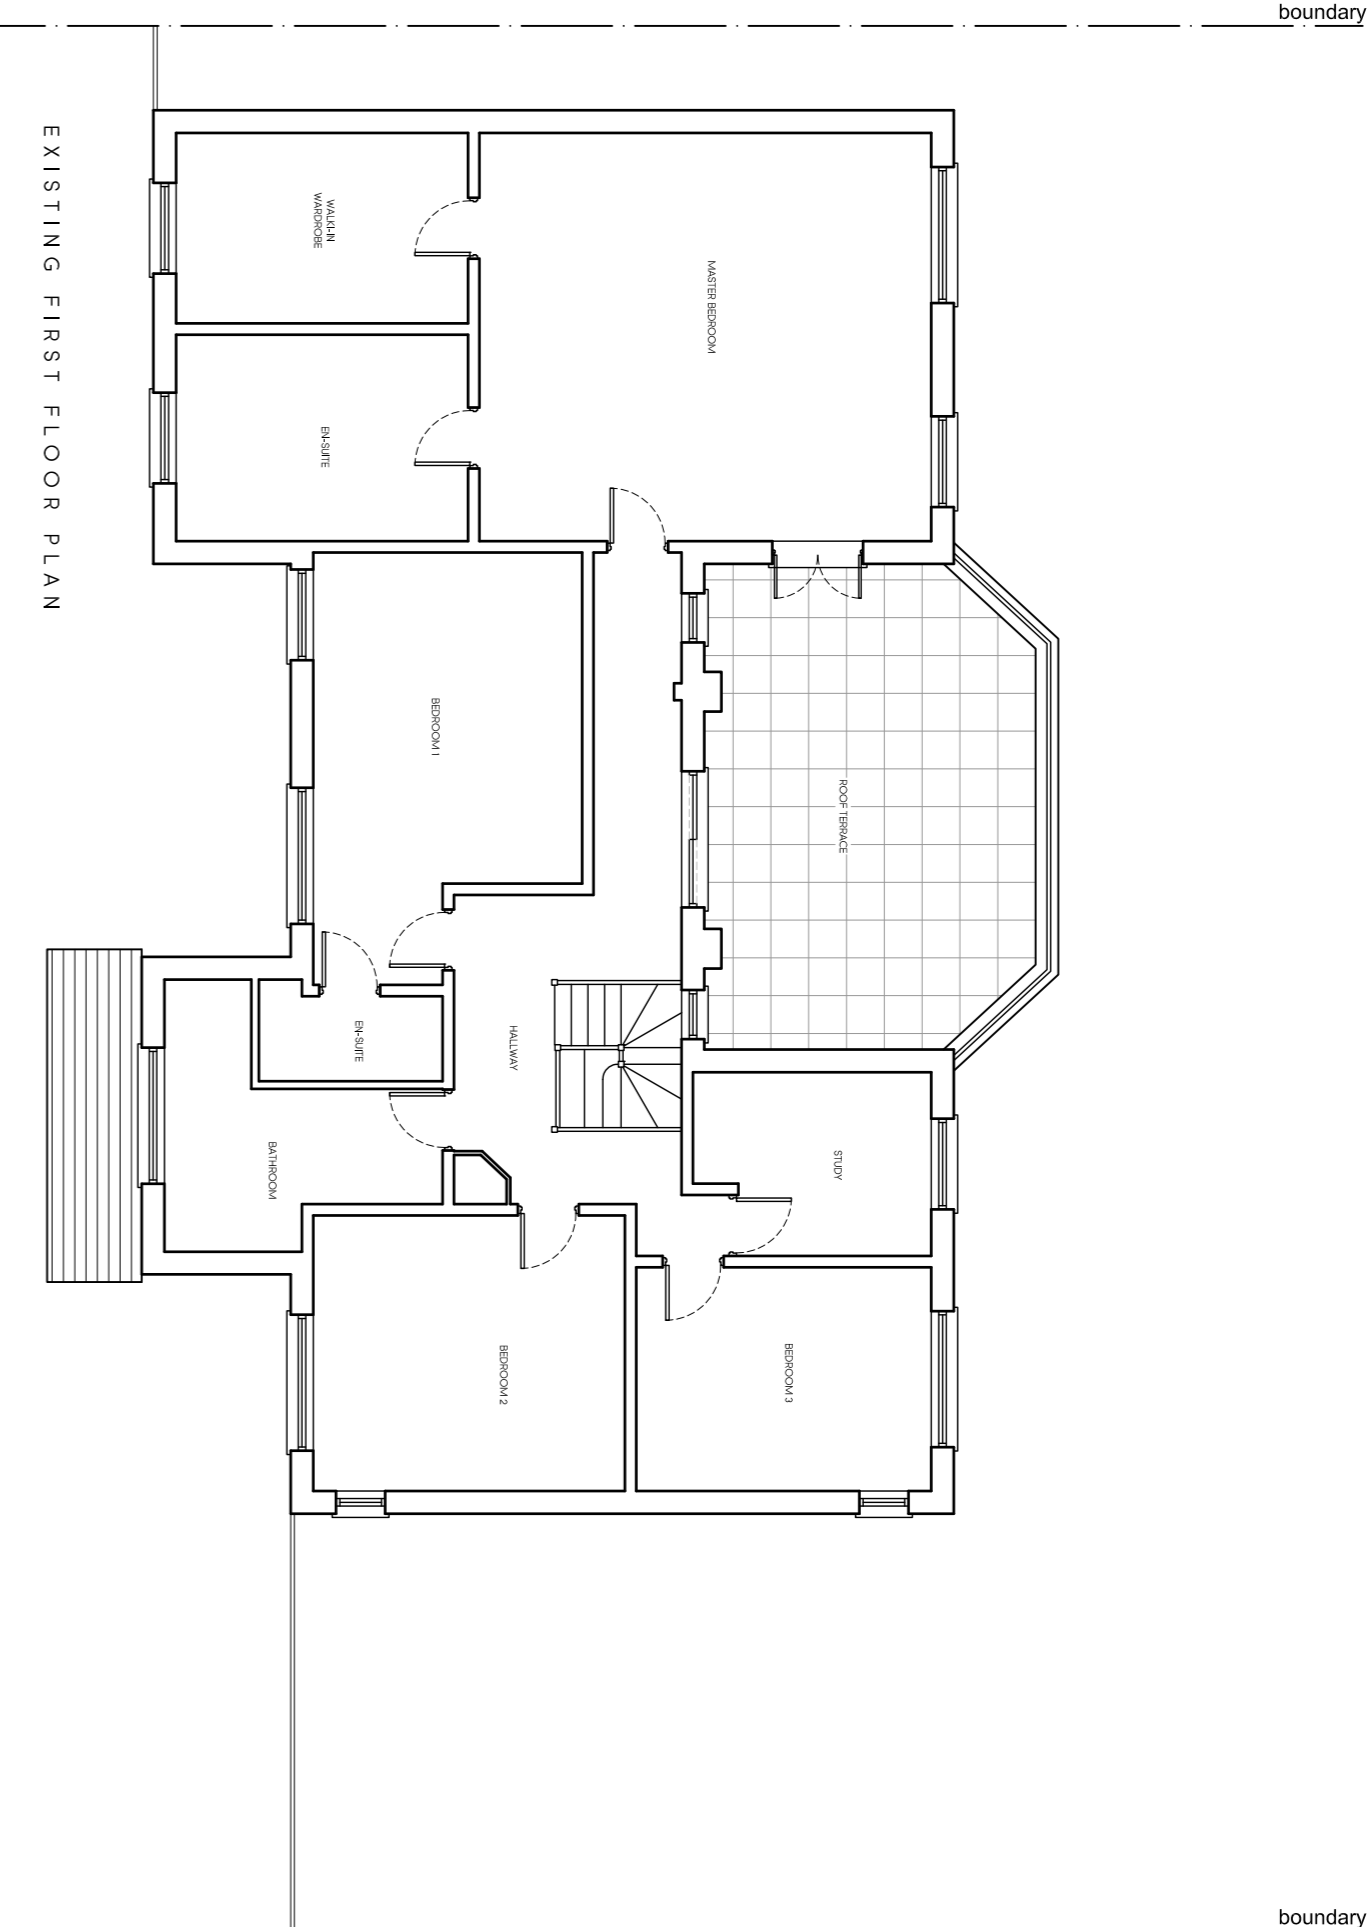 boundary
EXISTING FIRST FLOOR PLAN
WALKI-IN
WARDROBE
MASTER BEDROOM
EN-SUITE
BEDROOM 1
ROOF TERRACE
EN-SUITE
HALLWAY
BATHROOM
STUDY
BEDROOM 2
BEDROOM 3
boundary